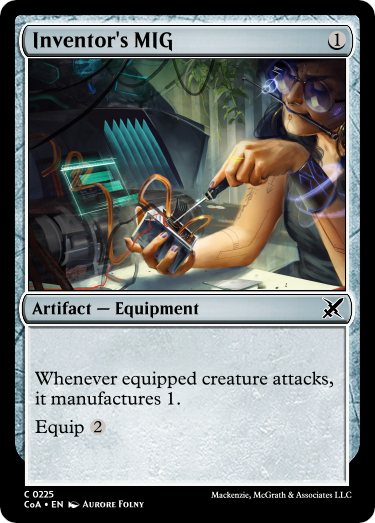 Inventor's MIG 1
Artifact — Equipment
Whenever equipped creature attacks,
it manufactures 1.
Equip 2
C 0225
CoA • EN AURORE FOLNY
Mackenzie, McGrath & Associates LLC